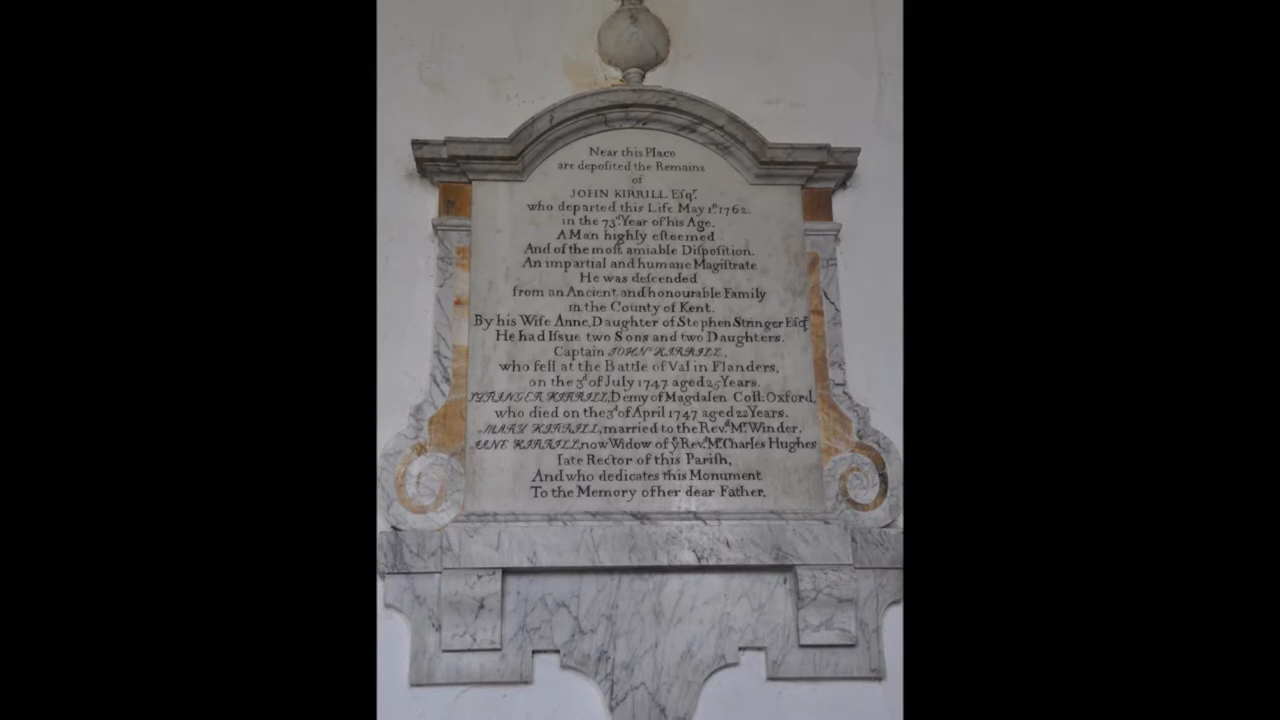 Near this Place
are depoſited the Remains
of
JOHN KIRRILL Eſqr.
who departed this Life May 1ſt. 1762.
in the 73d. Year of his Age.
A Man highly eſteemed
And of the moſt amiable Diſpoſition.
An impartial and humane Magiſtrate
He was deſcended
from an Ancient and honourable Family
in the County of Kent.
By his Wife Anne, Daughter of Stephen Stringer Eſqr
He had Iſsue two Sons and two Daughters.
Captain JOHN KIRRILL,
who fell at the Battle of Val in Flanders,
on the 3d of July 1747 aged 25 Years.
STRINGER KIRRILL, Demy of Magdalen Coll: Oxford,
who died on the 3d of April 1747 aged 22 Years.
MARY KIRRILL, married to the Revd. Mr. Winder.
JANE KIRRILL, now Widow of ye Revd. Mr. Charles Hughes
late Rector of this Pariſh,
And who dedicates this Monument
To the Memory of her dear Father.